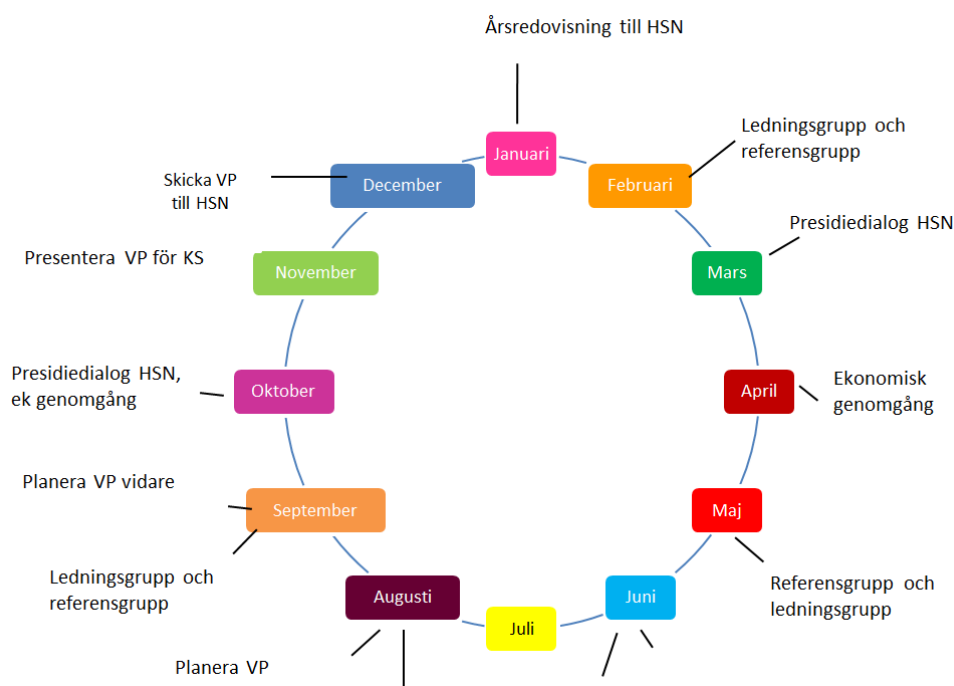 Årsredovisning till HSN
Januari
Ledningsgrupp och
referensgrupp
Februari
Presidiedialog HSN
Mars
Ekonomisk
genomgång
April
Maj
Referensgrupp och
ledningsgrupp
Juni
Juli
Augusti
Planera VP
September
Planera VP vidare
Ledningsgrupp och
referensgrupp
Oktober
Presidiedialog HSN,
ek genomgång
November
Presentera VP för KS
December
Skicka VP
till HSN